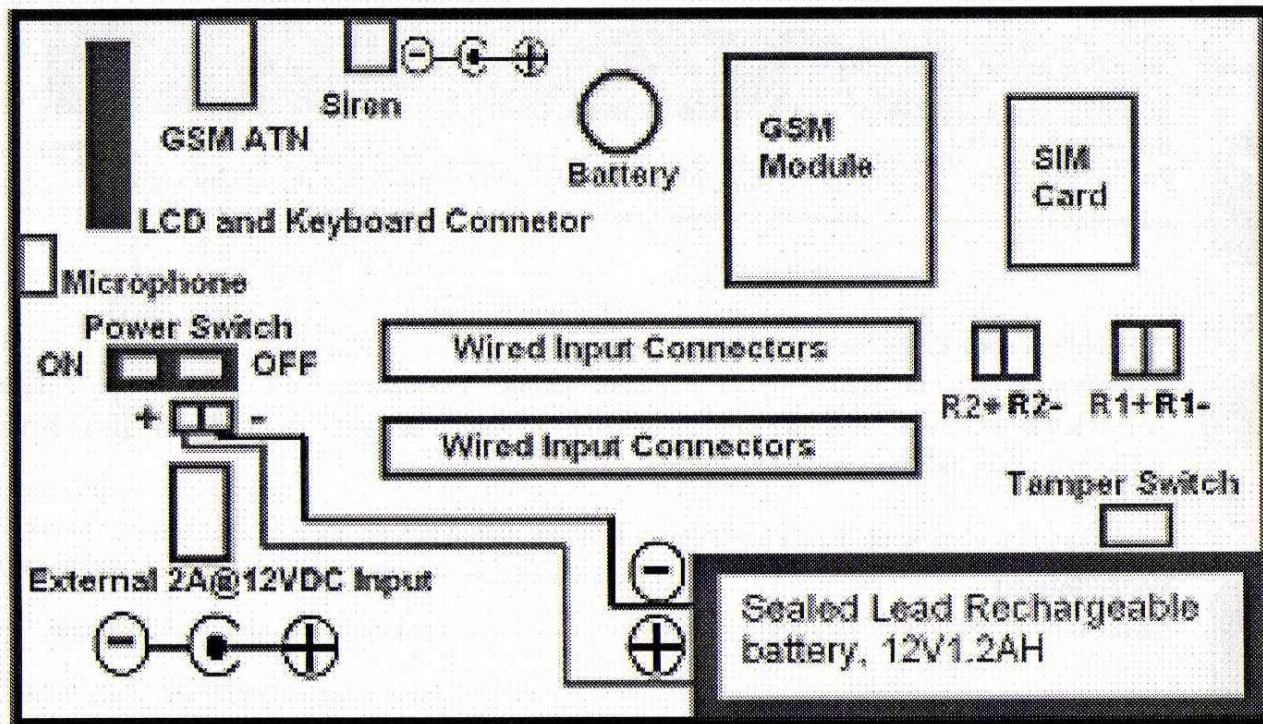 Siren
GSM ATN
Battery
GSM
Module
SIM
Card
LCD and Keyboard Connetor
Microphone
Power Switch
ON OFF
+ -
Wired Input Connectors
R2+ R2- R1+R1-
Wired Input Connectors
Tamper Switch
External 2A@12VDC Input
Sealed Lead Rechargeable
battery, 12V1.2AH